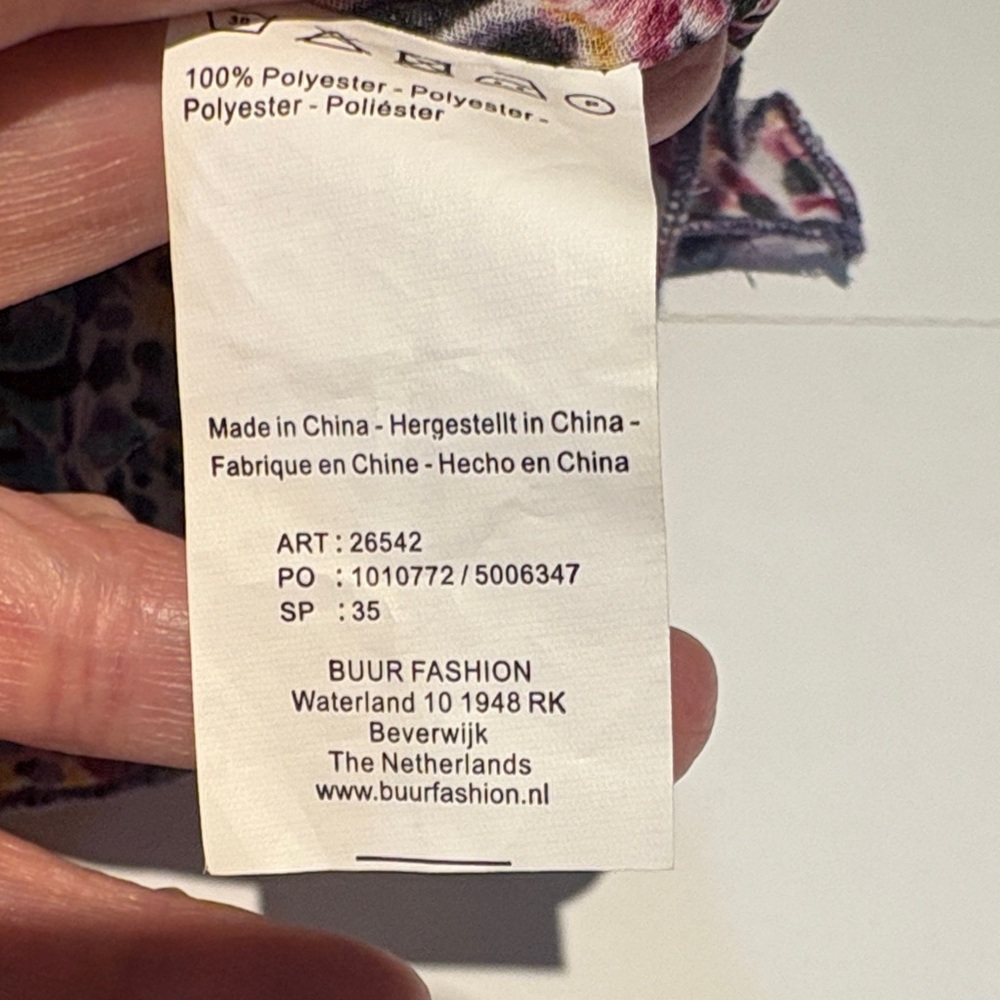 30
100% Polyester - Polyester -
Polyester - Poliéster
Made in China - Hergestellt in China -
Fabrique en Chine - Hecho en China
ART : 26542
PO : 1010772 / 5006347
SP : 35
BUUR FASHION
Waterland 10 1948 RK
Beverwijk
The Netherlands
www.buurfashion.nl